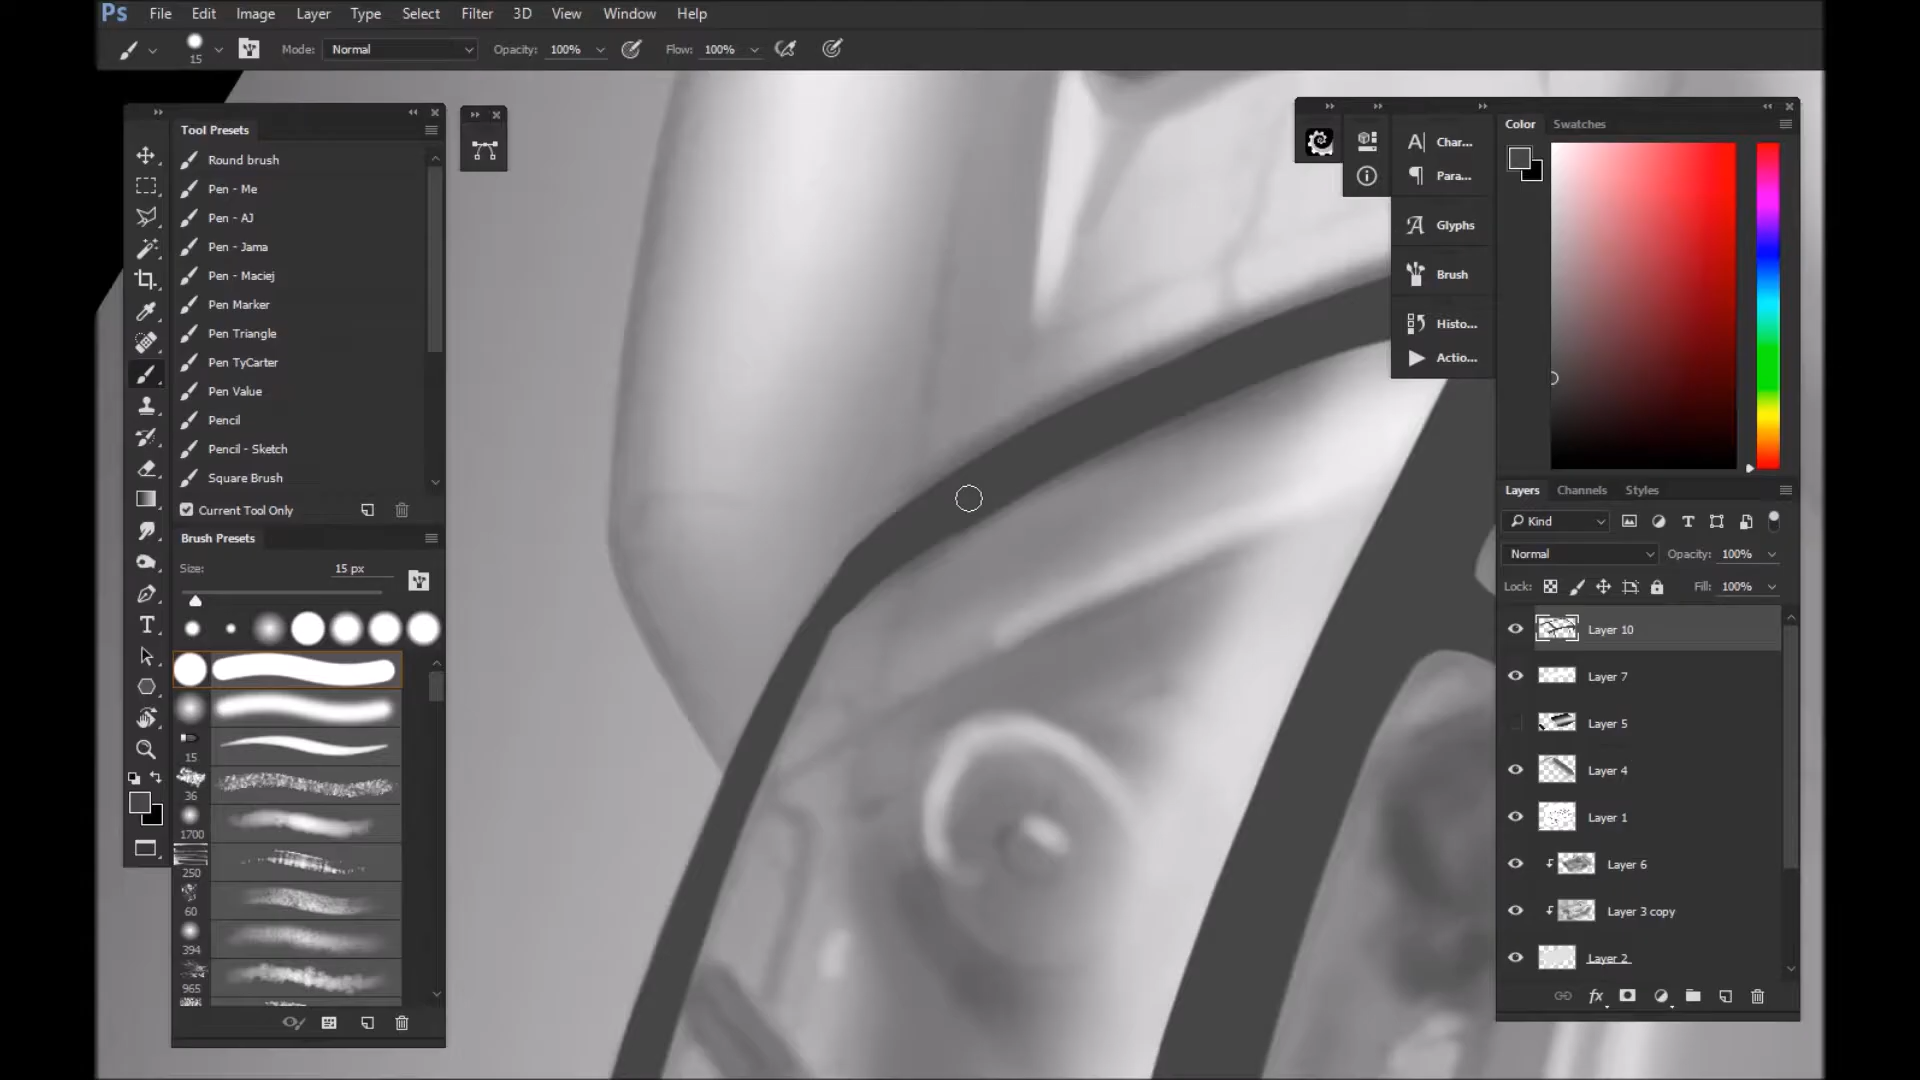 Ps File Edit Image Layer Type Select Filter 3D View Window Help
15 Mode: Normal Opacity: 100% Flow: 100%
Tool Presets
Round brush
Pen - Me
Pen - AJ
Pen - Jama
Pen - Maciej
Pen Marker
Pen Triangle
Pen TyCarter
Pen Value
Pencil
Pencil - Sketch
Square Brush
Current Tool Only
Brush Presets
Size: 15 px
15
36
1700
250
60
394
965
Char...
Para...
Glyphs
Brush
Histo...
Actio...
Color Swatches
Layers Channels Styles
Kind
Normal Opacity: 100%
Lock: Fill: 100%
Layer 10
Layer 7
Layer 5
Layer 4
Layer 1
Layer 6
Layer 3 copy
Layer 2
fx